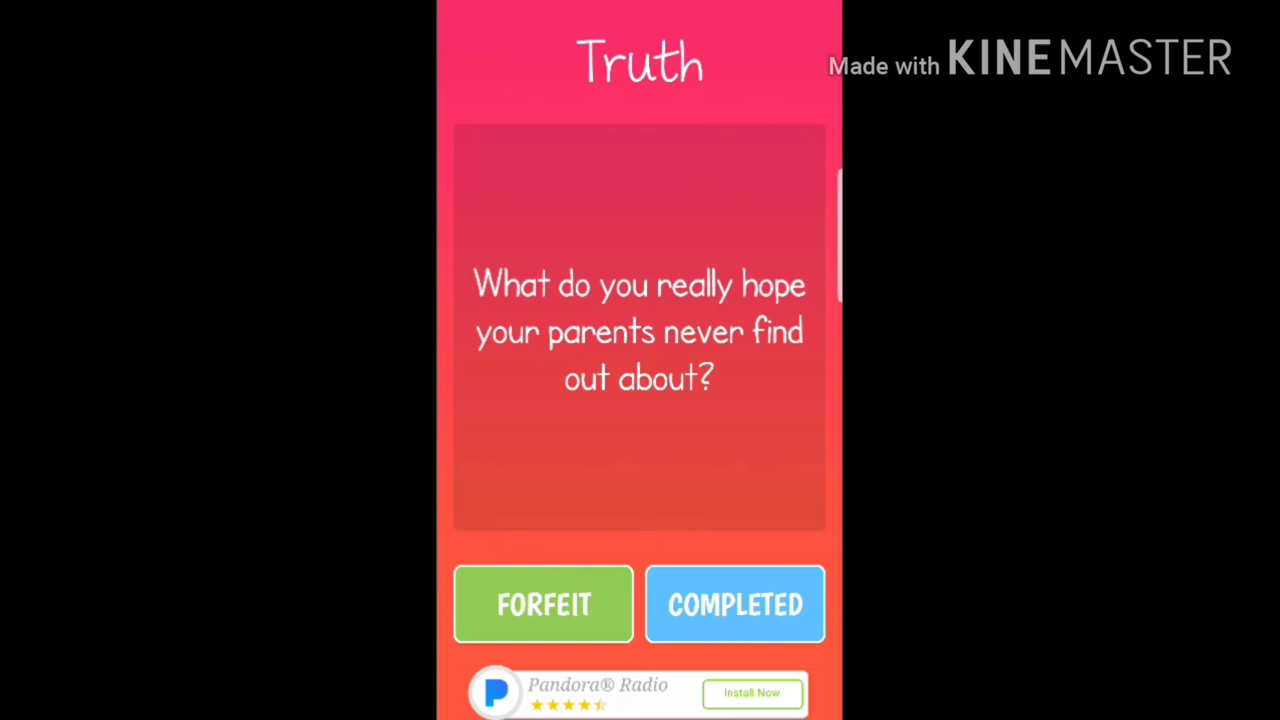 Truth
Made with KINEMASTER
What do you really hope
your parents never find
out about?
FORFEIT
COMPLETED
Pandora® Radio
Install Now